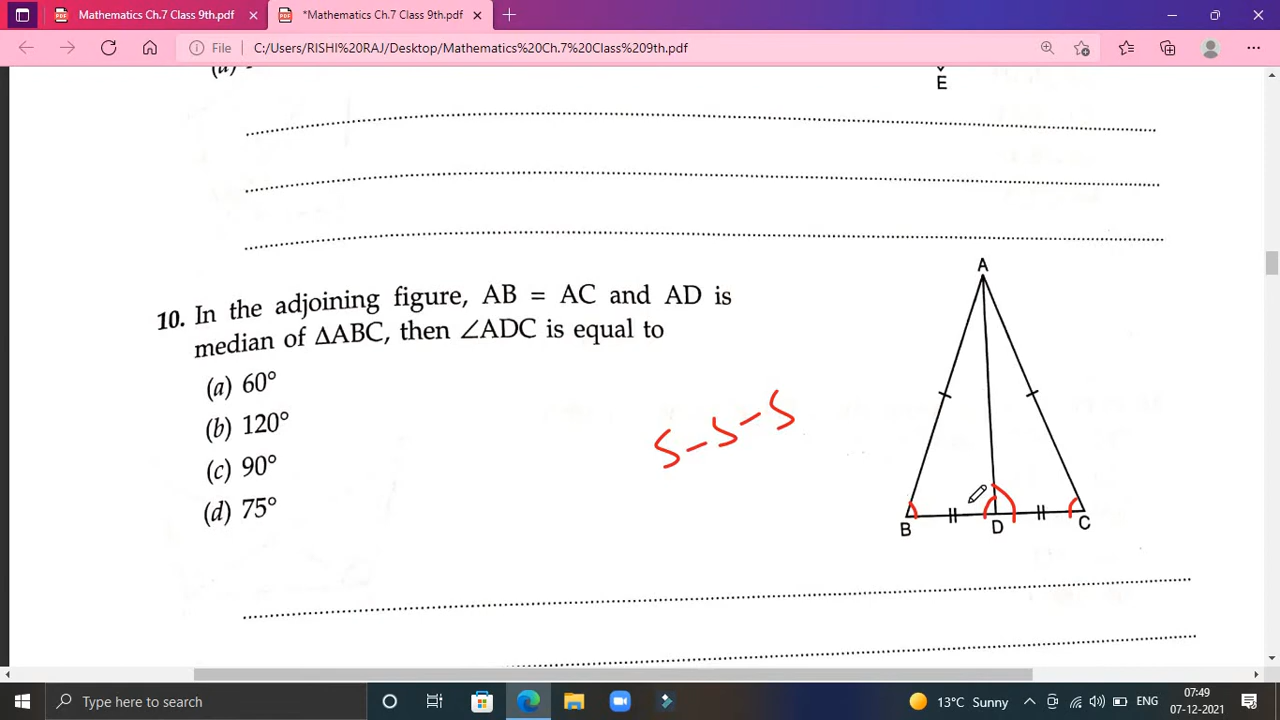 Mathematics Ch.7 Class 9th.pdf
*Mathematics Ch.7 Class 9th.pdf
File
C:/Users/RISHI%20RAJ/Desktop/Mathematics%20Ch.7%20Class%209th.pdf
E
10. In the adjoining figure, AB = AC and AD is
median of ΔABC, then ∠ADC is equal to
(a) 60°
(b) 120°
(c) 90°
(d) 75°
S-S-S
A
B
D
C
Type here to search
13°C Sunny
ENG
07:49
07-12-2021